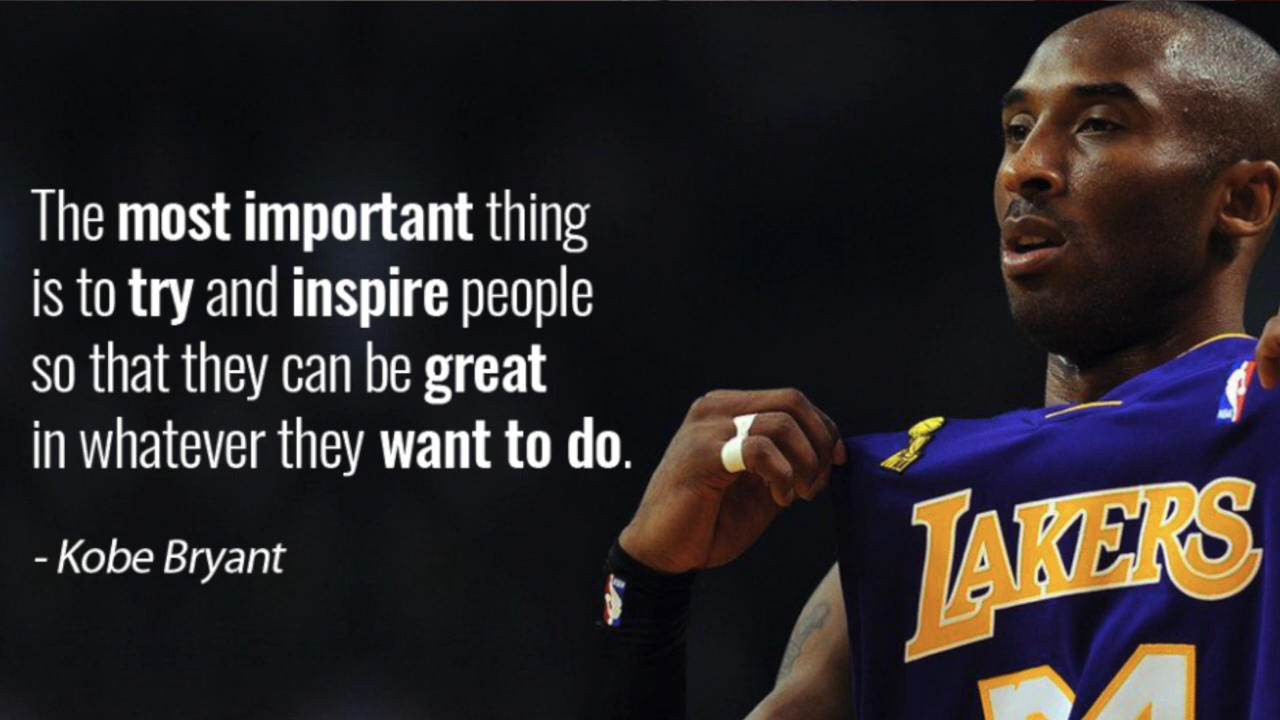 The most important thing
is to try and inspire people
so that they can be great
in whatever they want to do.
- Kobe Bryant
LAKERS
24